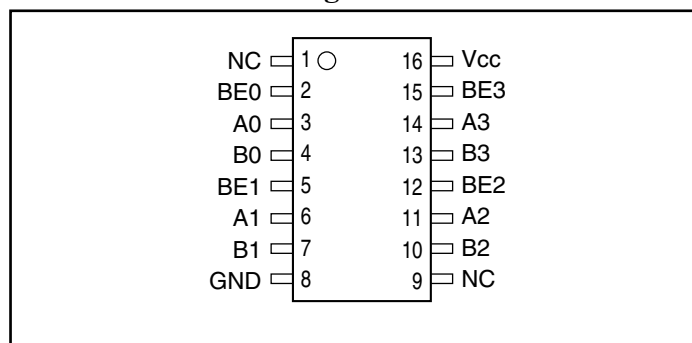 NC 1 16 Vcc
BE0 2 15 BE3
A0 3 14 A3
B0 4 13 B3
BE1 5 12 BE2
A1 6 11 A2
B1 7 10 B2
GND 8 9 NC